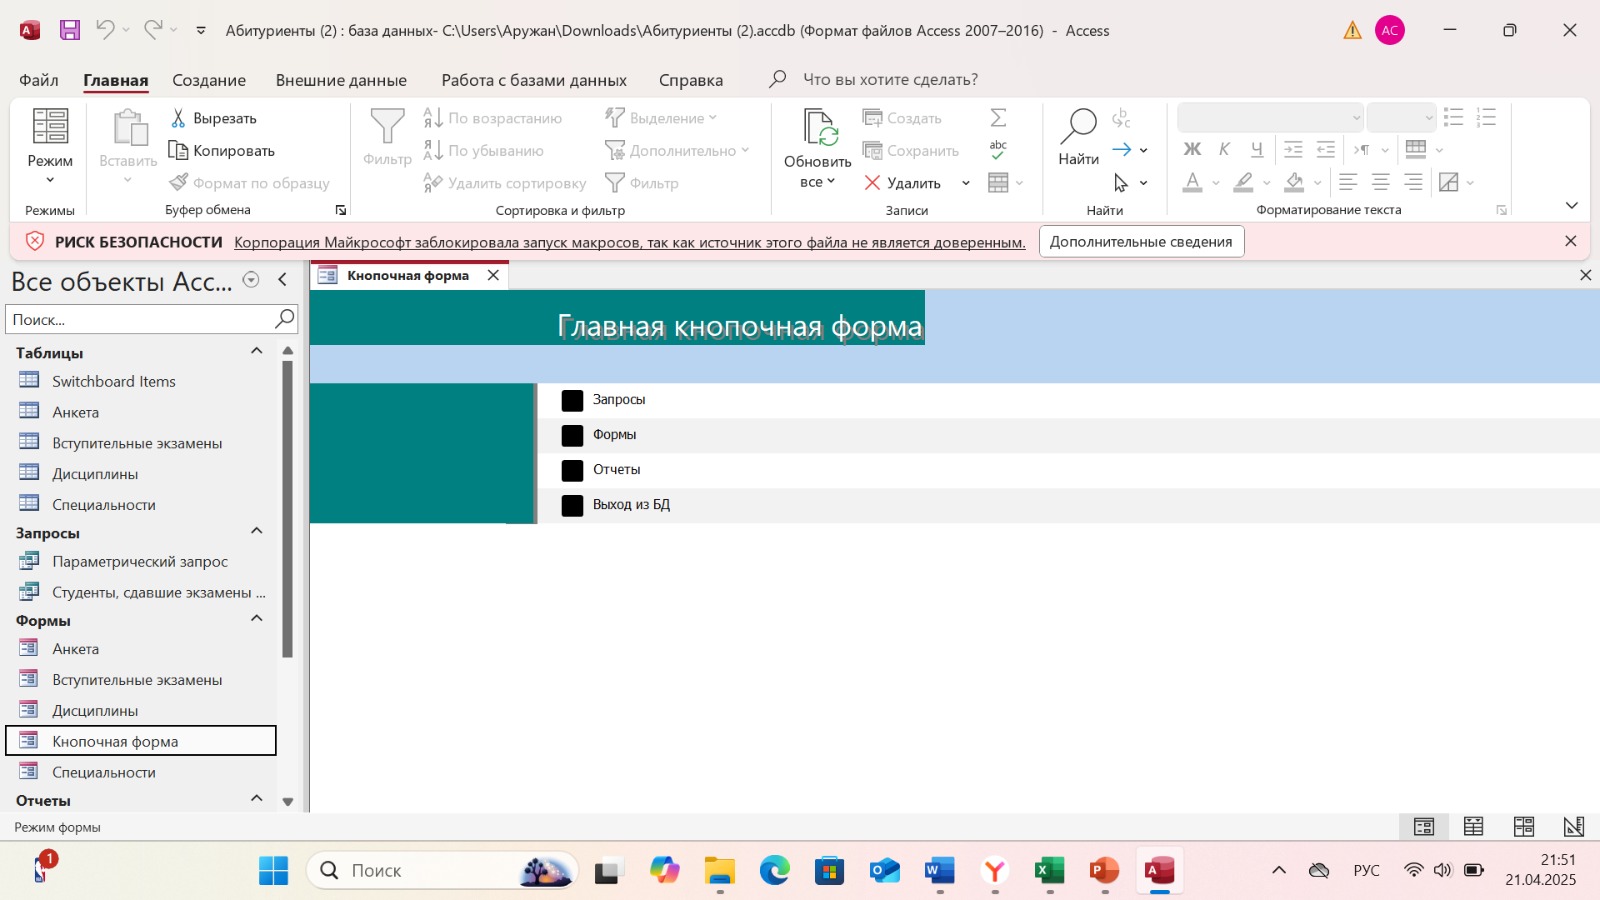 Абитуриенты (2) : база данных- C:\Users\Аружан\Downloads\Абитуриенты (2).accdb (Формат файлов Access 2007–2016) - Access
АС
Файл Главная Создание Внешние данные Работа с базами данных Справка Что вы хотите сделать?
Режим
Режимы
Вставить
Вырезать
Копировать
Формат по образцу
Буфер обмена
Фильтр
По возрастанию
По убыванию
Удалить сортировку
Выделение
Дополнительно
Фильтр
Сортировка и фильтр
Обновить
все
Создать
Сохранить
Удалить
Записи
Найти
Найти
Ж К Ч
Форматирование текста
РИСК БЕЗОПАСНОСТИ Корпорация Майкрософт заблокировала запуск макросов, так как источник этого файла не является доверенным. Дополнительные сведения
Все объекты Acc...
Поиск...
Таблицы
Switchboard Items
Анкета
Вступительные экзамены
Дисциплины
Специальности
Запросы
Параметрический запрос
Студенты, сдавшие экзамены ...
Формы
Анкета
Вступительные экзамены
Дисциплины
Кнопочная форма
Специальности
Отчеты
Кнопочная форма
Главная кнопочная форма
Запросы
Формы
Отчеты
Выход из БД
Режим формы
1
Поиск
РУС
21:51
21.04.2025